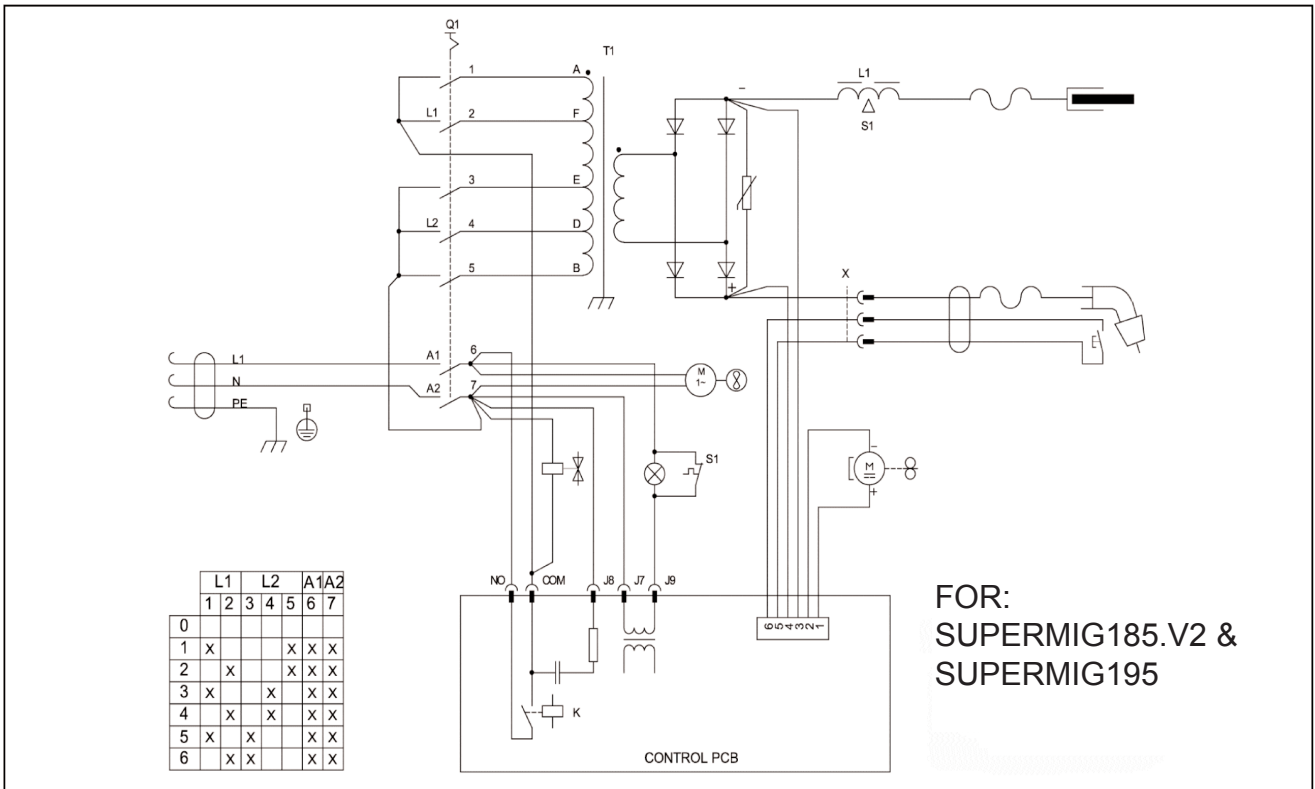 Q1
T1
1 A
L1 2 F
3 E
L2 4 D
5 B
−
L1
S1
+
X
L1
N
PE
A1 6
A2 7
M
1~
S1
−
M
+
NO COM J8 J7 J9
6 5 4 3 2 1
K
CONTROL PCB
L1 L2 A1 A2
1 2 3 4 5 6 7
0
1 X X X X
2 X X X X
3 X X X X
4 X X X X
5 X X X X
6 X X X X
FOR:
SUPERMIG185.V2 &
SUPERMIG195